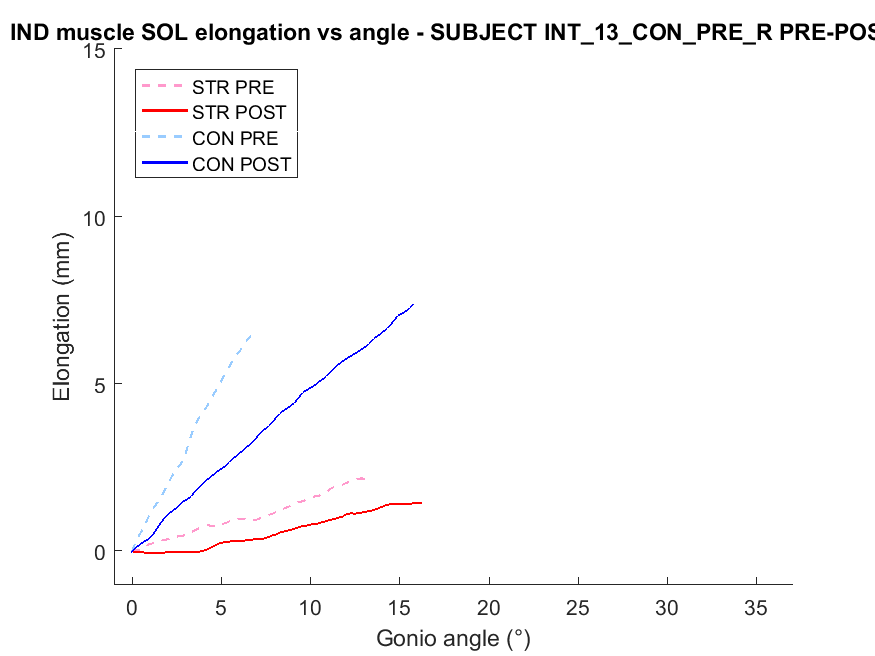 IND muscle SOL elongation vs angle - SUBJECT INT_13_CON_PRE_R PRE-POS
15
STR PRE
STR POST
CON PRE
CON POST
10
Elongation (mm)
5
0
0 5 10 15 20 25 30 35
Gonio angle (°)